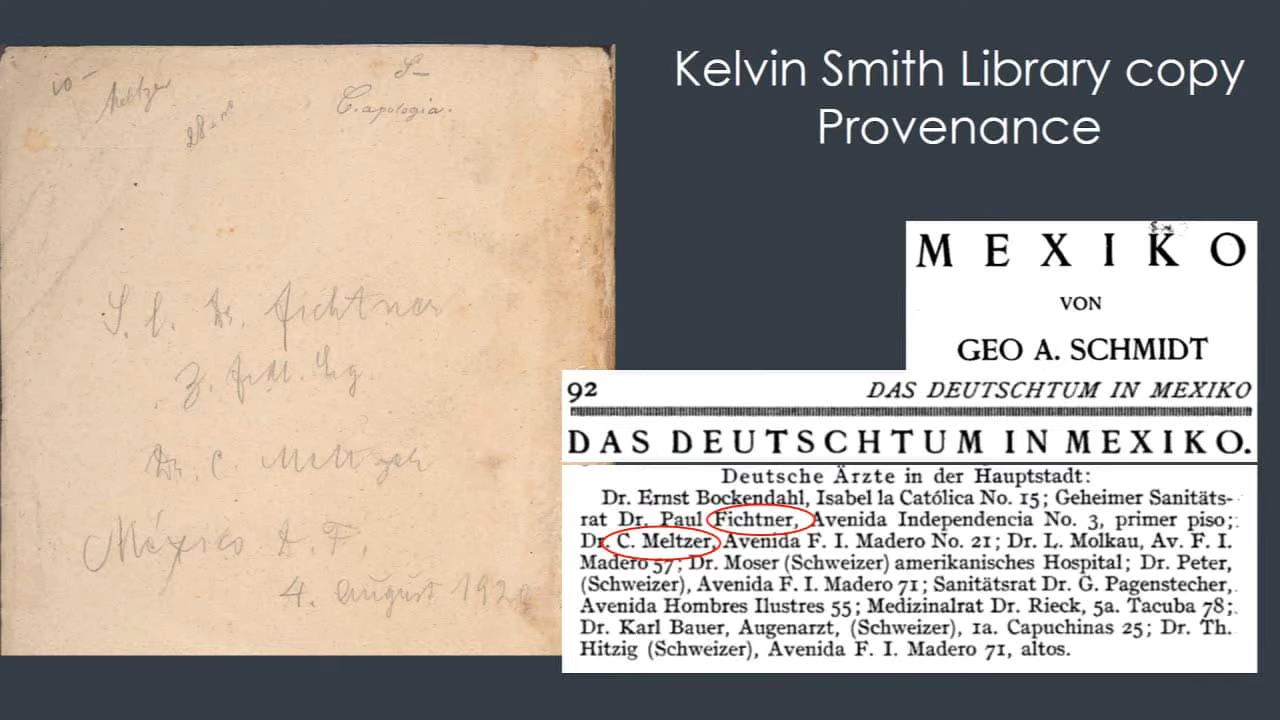 Kelvin Smith Library copy
Provenance
10-
Meltzer
28-
C. apologia.
S. l. Dr. Fichtner
z.
Dr. C. Meltzer
México D. F.
4. August 192
MEXIKO
VON
GEO A. SCHMIDT
92 DAS DEUTSCHTUM IN MEXIKO
DAS DEUTSCHTUM IN MEXIKO.
Deutsche Ärzte in der Hauptstadt:
Dr. Ernst Bockendahl, Isabel la Católica No. 15; Geheimer Sanitäts-
rat Dr. Paul Fichtner, Avenida Independencia No. 3, primer piso;
Dr. C. Meltzer, Avenida F. I. Madero No. 21; Dr. L. Molkau, Av. F. I.
Madero 57; Dr. Moser (Schweizer) amerikanisches Hospital; Dr. Peter,
(Schweizer), Avenida F. I. Madero 71; Sanitätsrat Dr. G. Pagenstecher,
Avenida Hombres Ilustres 55; Medizinalrat Dr. Rieck, 5a. Tacuba 78;
Dr. Karl Bauer, Augenarzt, (Schweizer), 1a. Capuchinas 25; Dr. Th.
Hitzig (Schweizer), Avenida F. I. Madero 71, altos.